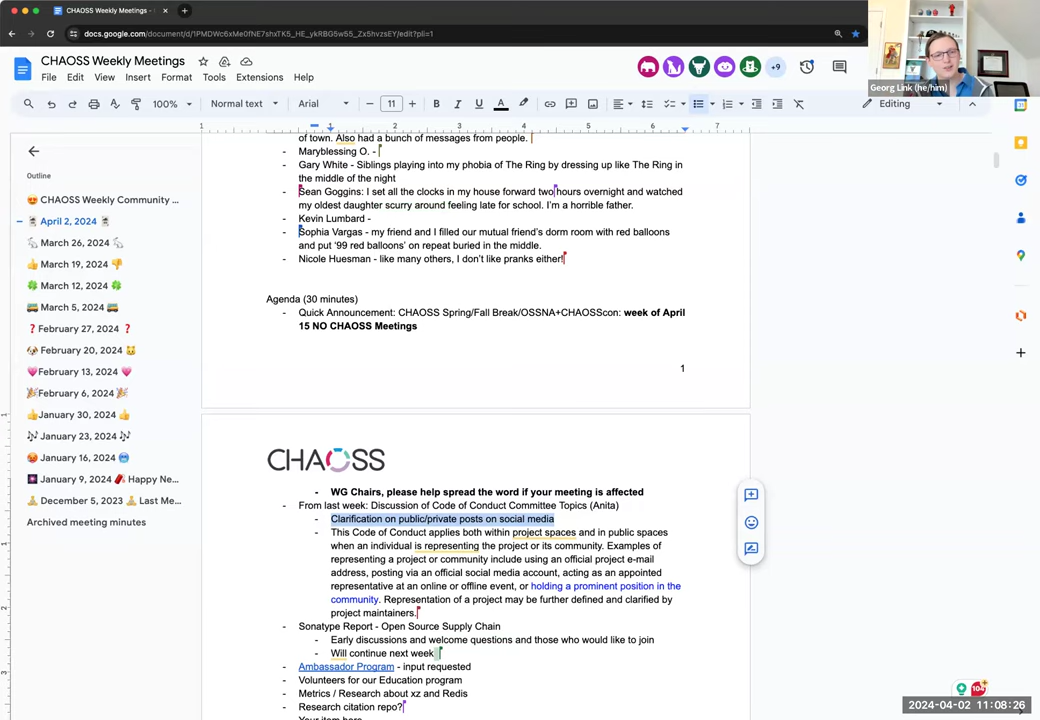 CHAOSS Weekly Meetings -
docs.google.com/document/d/1PMDWc6xMe0fNE7shxTK5_HE_ykRBG5w55_Zx5hvzsEY/edit?pli=1
CHAOSS Weekly Meetings
File Edit View Insert Format Tools Extensions Help
+9
100% Normal text Arial 11 Editing
Georg Link (he/him)
1 1 2 3 4 5 6 7
Outline
CHAOSS Weekly Community ...
April 2, 2024
March 26, 2024
March 19, 2024
March 12, 2024
March 5, 2024
February 27, 2024
February 20, 2024
February 13, 2024
February 6, 2024
January 30, 2024
January 23, 2024
January 16, 2024
January 9, 2024 Happy Ne...
December 5, 2023 Last Me...
Archived meeting minutes
of town. Also had a bunch of messages from people.
- Maryblessing O. -
- Gary White - Siblings playing into my phobia of The Ring by dressing up like The Ring in
the middle of the night
- Sean Goggins: I set all the clocks in my house forward two hours overnight and watched
my oldest daughter scurry around feeling late for school. I'm a horrible father.
- Kevin Lumbard -
- Sophia Vargas - my friend and I filled our mutual friend's dorm room with red balloons
and put '99 red balloons' on repeat buried in the middle.
- Nicole Huesman - like many others, I don't like pranks either!
Agenda (30 minutes)
- Quick Announcement: CHAOSS Spring/Fall Break/OSSNA+CHAOSScon: week of April
15 NO CHAOSS Meetings
1
CHAOSS
- WG Chairs, please help spread the word if your meeting is affected
- From last week: Discussion of Code of Conduct Committee Topics (Anita)
- Clarification on public/private posts on social media
- This Code of Conduct applies both within project spaces and in public spaces
when an individual is representing the project or its community. Examples of
representing a project or community include using an official project e-mail
address, posting via an official social media account, acting as an appointed
representative at an online or offline event, or holding a prominent position in the
community. Representation of a project may be further defined and clarified by
project maintainers.
- Sonatype Report - Open Source Supply Chain
- Early discussions and welcome questions and those who would like to join
- Will continue next week
- Ambassador Program - input requested
- Volunteers for our Education program
- Metrics / Research about xz and Redis
- Research citation repo?
- Your item here
104
2024-04-02 11:08:26